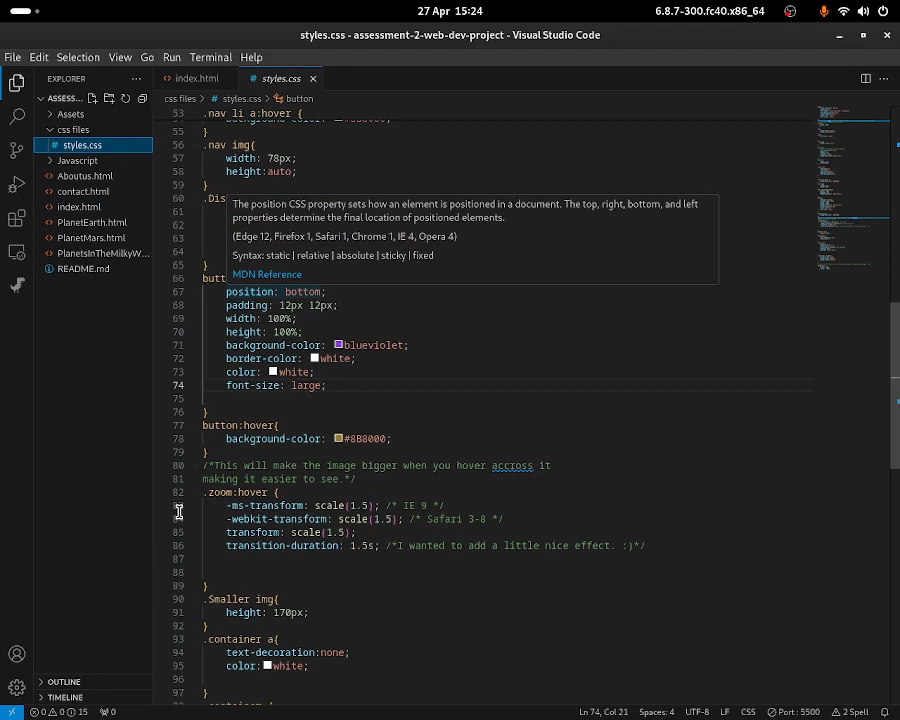 27 Apr 15:24
6.8.7-300.fc40.x86_64
styles.css - assessment-2-web-dev-project - Visual Studio Code
File Edit Selection View Go Run Terminal Help
EXPLORER
index.html
# styles.css
ASSESS...
css files > # styles.css > button
Assets
css files
# styles.css
Javascript
Aboutus.html
contact.html
index.html
PlanetEarth.html
PlanetMars.html
PlanetsInTheMilkyW...
README.md
OUTLINE
TIMELINE
53 .nav li a:hover {
background-color: #8B8000;
55 }
56 .nav img{
57 width: 78px;
58 height:auto;
59 }
60 .Dis
The position CSS property sets how an element is positioned in a document. The top, right, bottom, and left
properties determine the final location of positioned elements.
(Edge 12, Firefox 1, Safari 1, Chrome 1, IE 4, Opera 4)
Syntax: static | relative | absolute | sticky | fixed
MDN Reference
61
62
63
64
65 }
66 but
67 position: bottom;
68 padding: 12px 12px;
69 width: 100%;
70 height: 100%;
71 background-color: blueviolet;
72 border-color: white;
73 color: white;
74 font-size: large;
75
76 }
77 button:hover{
78 background-color: #8B8000;
79 }
80 /*This will make the image bigger when you hover accross it
81 making it easier to see.*/
82 .zoom:hover {
83 -ms-transform: scale(1.5); /* IE 9 */
84 -webkit-transform: scale(1.5); /* Safari 3-8 */
85 transform: scale(1.5);
86 transition-duration: 1.5s; /*I wanted to add a little nice effect. :)*/
87
88
89 }
90 .Smaller img{
91 height: 170px;
92 }
93 .container a{
94 text-decoration:none;
95 color: white;
96
97 }
0 0 15 0
Ln 74, Col 21 Spaces: 4 UTF-8 LF CSS Port : 5500 2 Spell